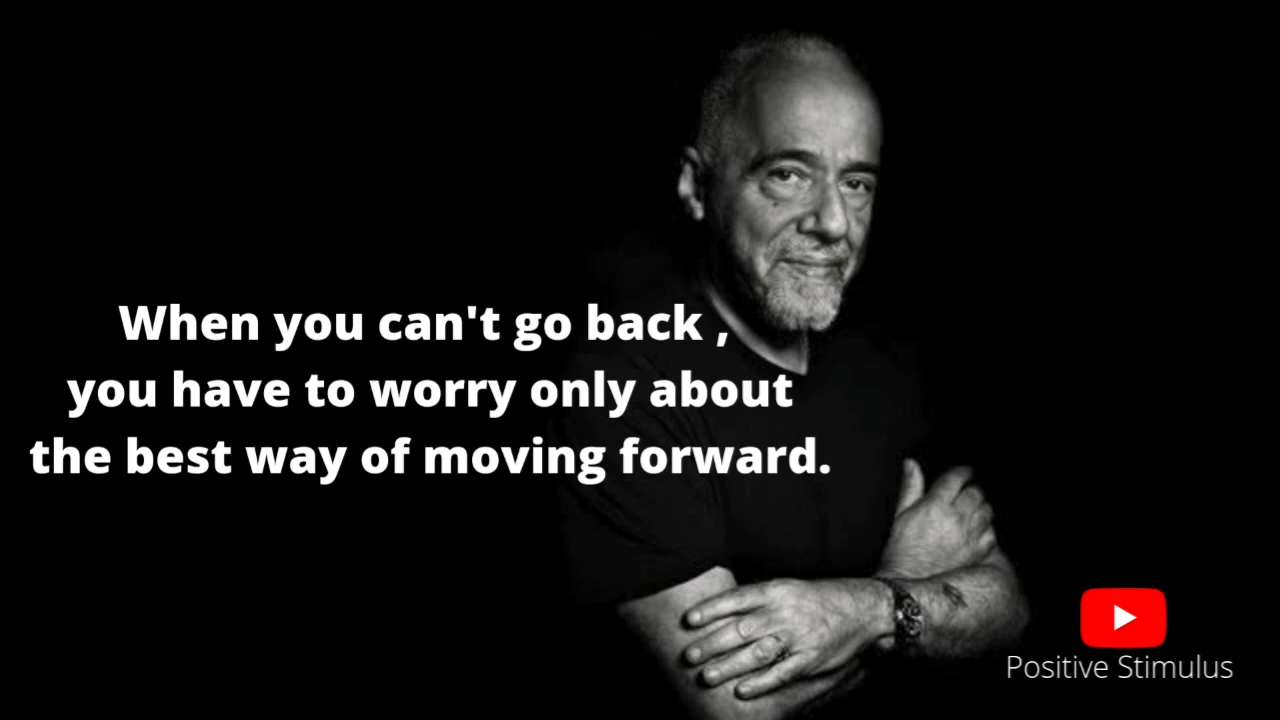 When you can't go back ,
you have to worry only about
the best way of moving forward.
Positive Stimulus